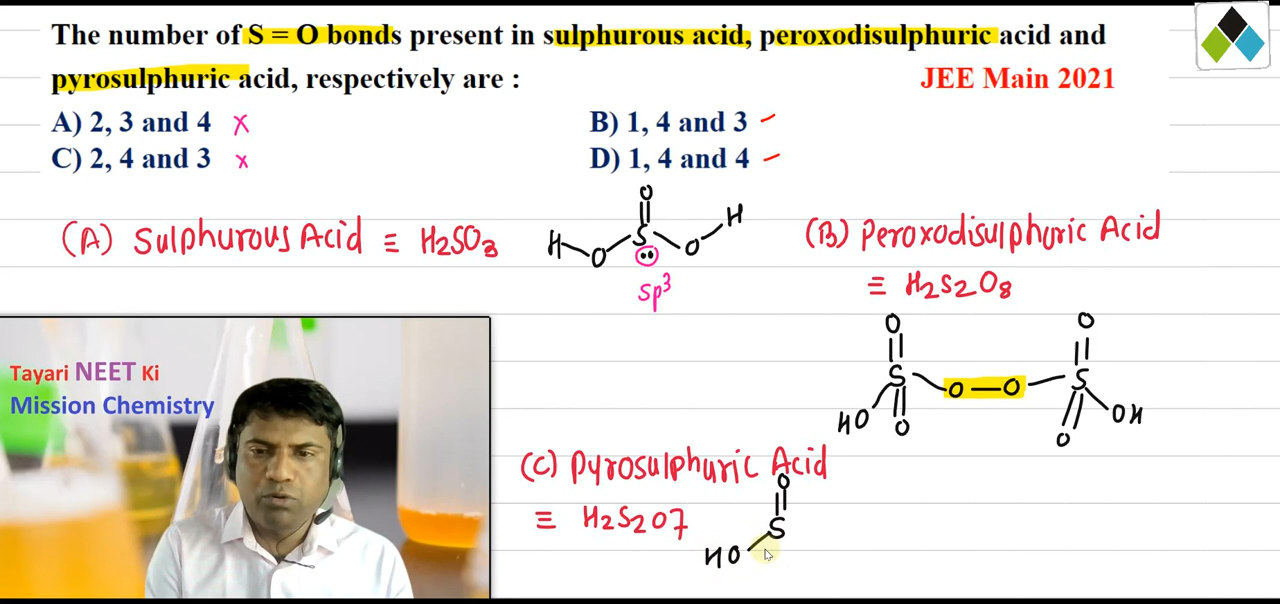 The number of S = O bonds present in sulphurous acid, peroxodisulphuric acid and
pyrosulphuric acid, respectively are :
JEE Main 2021
A) 2, 3 and 4 x
B) 1, 4 and 3
C) 2, 4 and 3 x
D) 1, 4 and 4
(A) Sulphurous Acid ≡ H2SO3
O
H O S O H
sp3
(B) Peroxodisulphuric Acid
≡ H2S2O8
O O
S O—O S
HO O O OH
Tayari NEET Ki
Mission Chemistry
(C) Pyrosulphuric Acid
≡ H2S2O7
O
S
HO